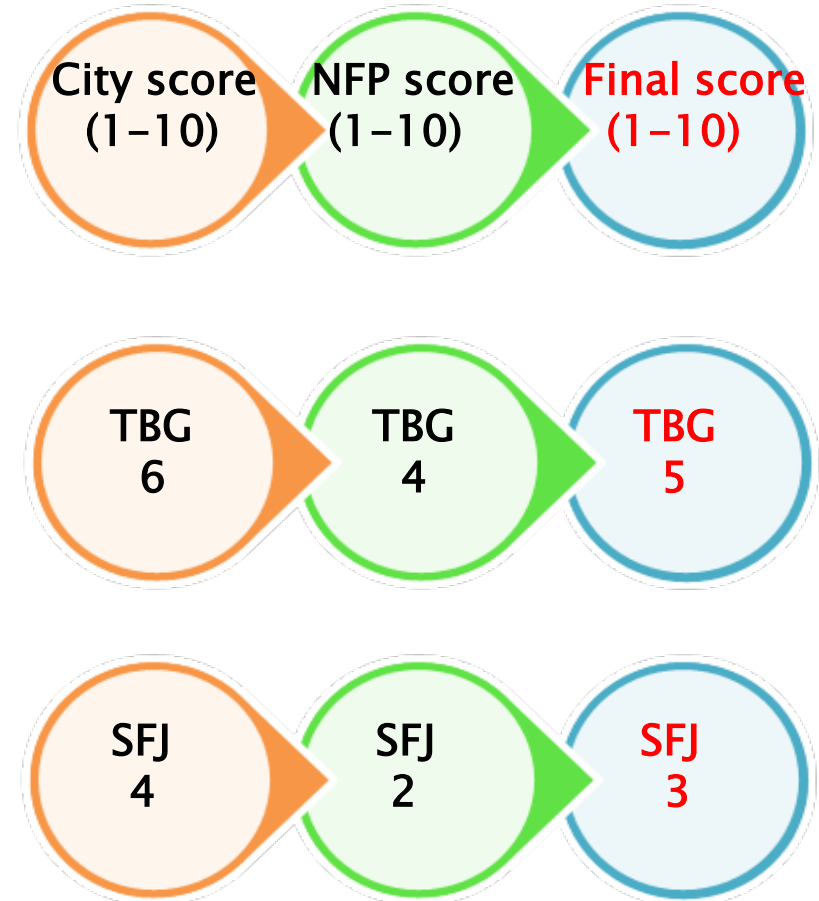 City score
(1-10)
NFP score
(1-10)
Final score
(1-10)
TBG
6
TBG
4
TBG
5
SFJ
4
SFJ
2
SFJ
3